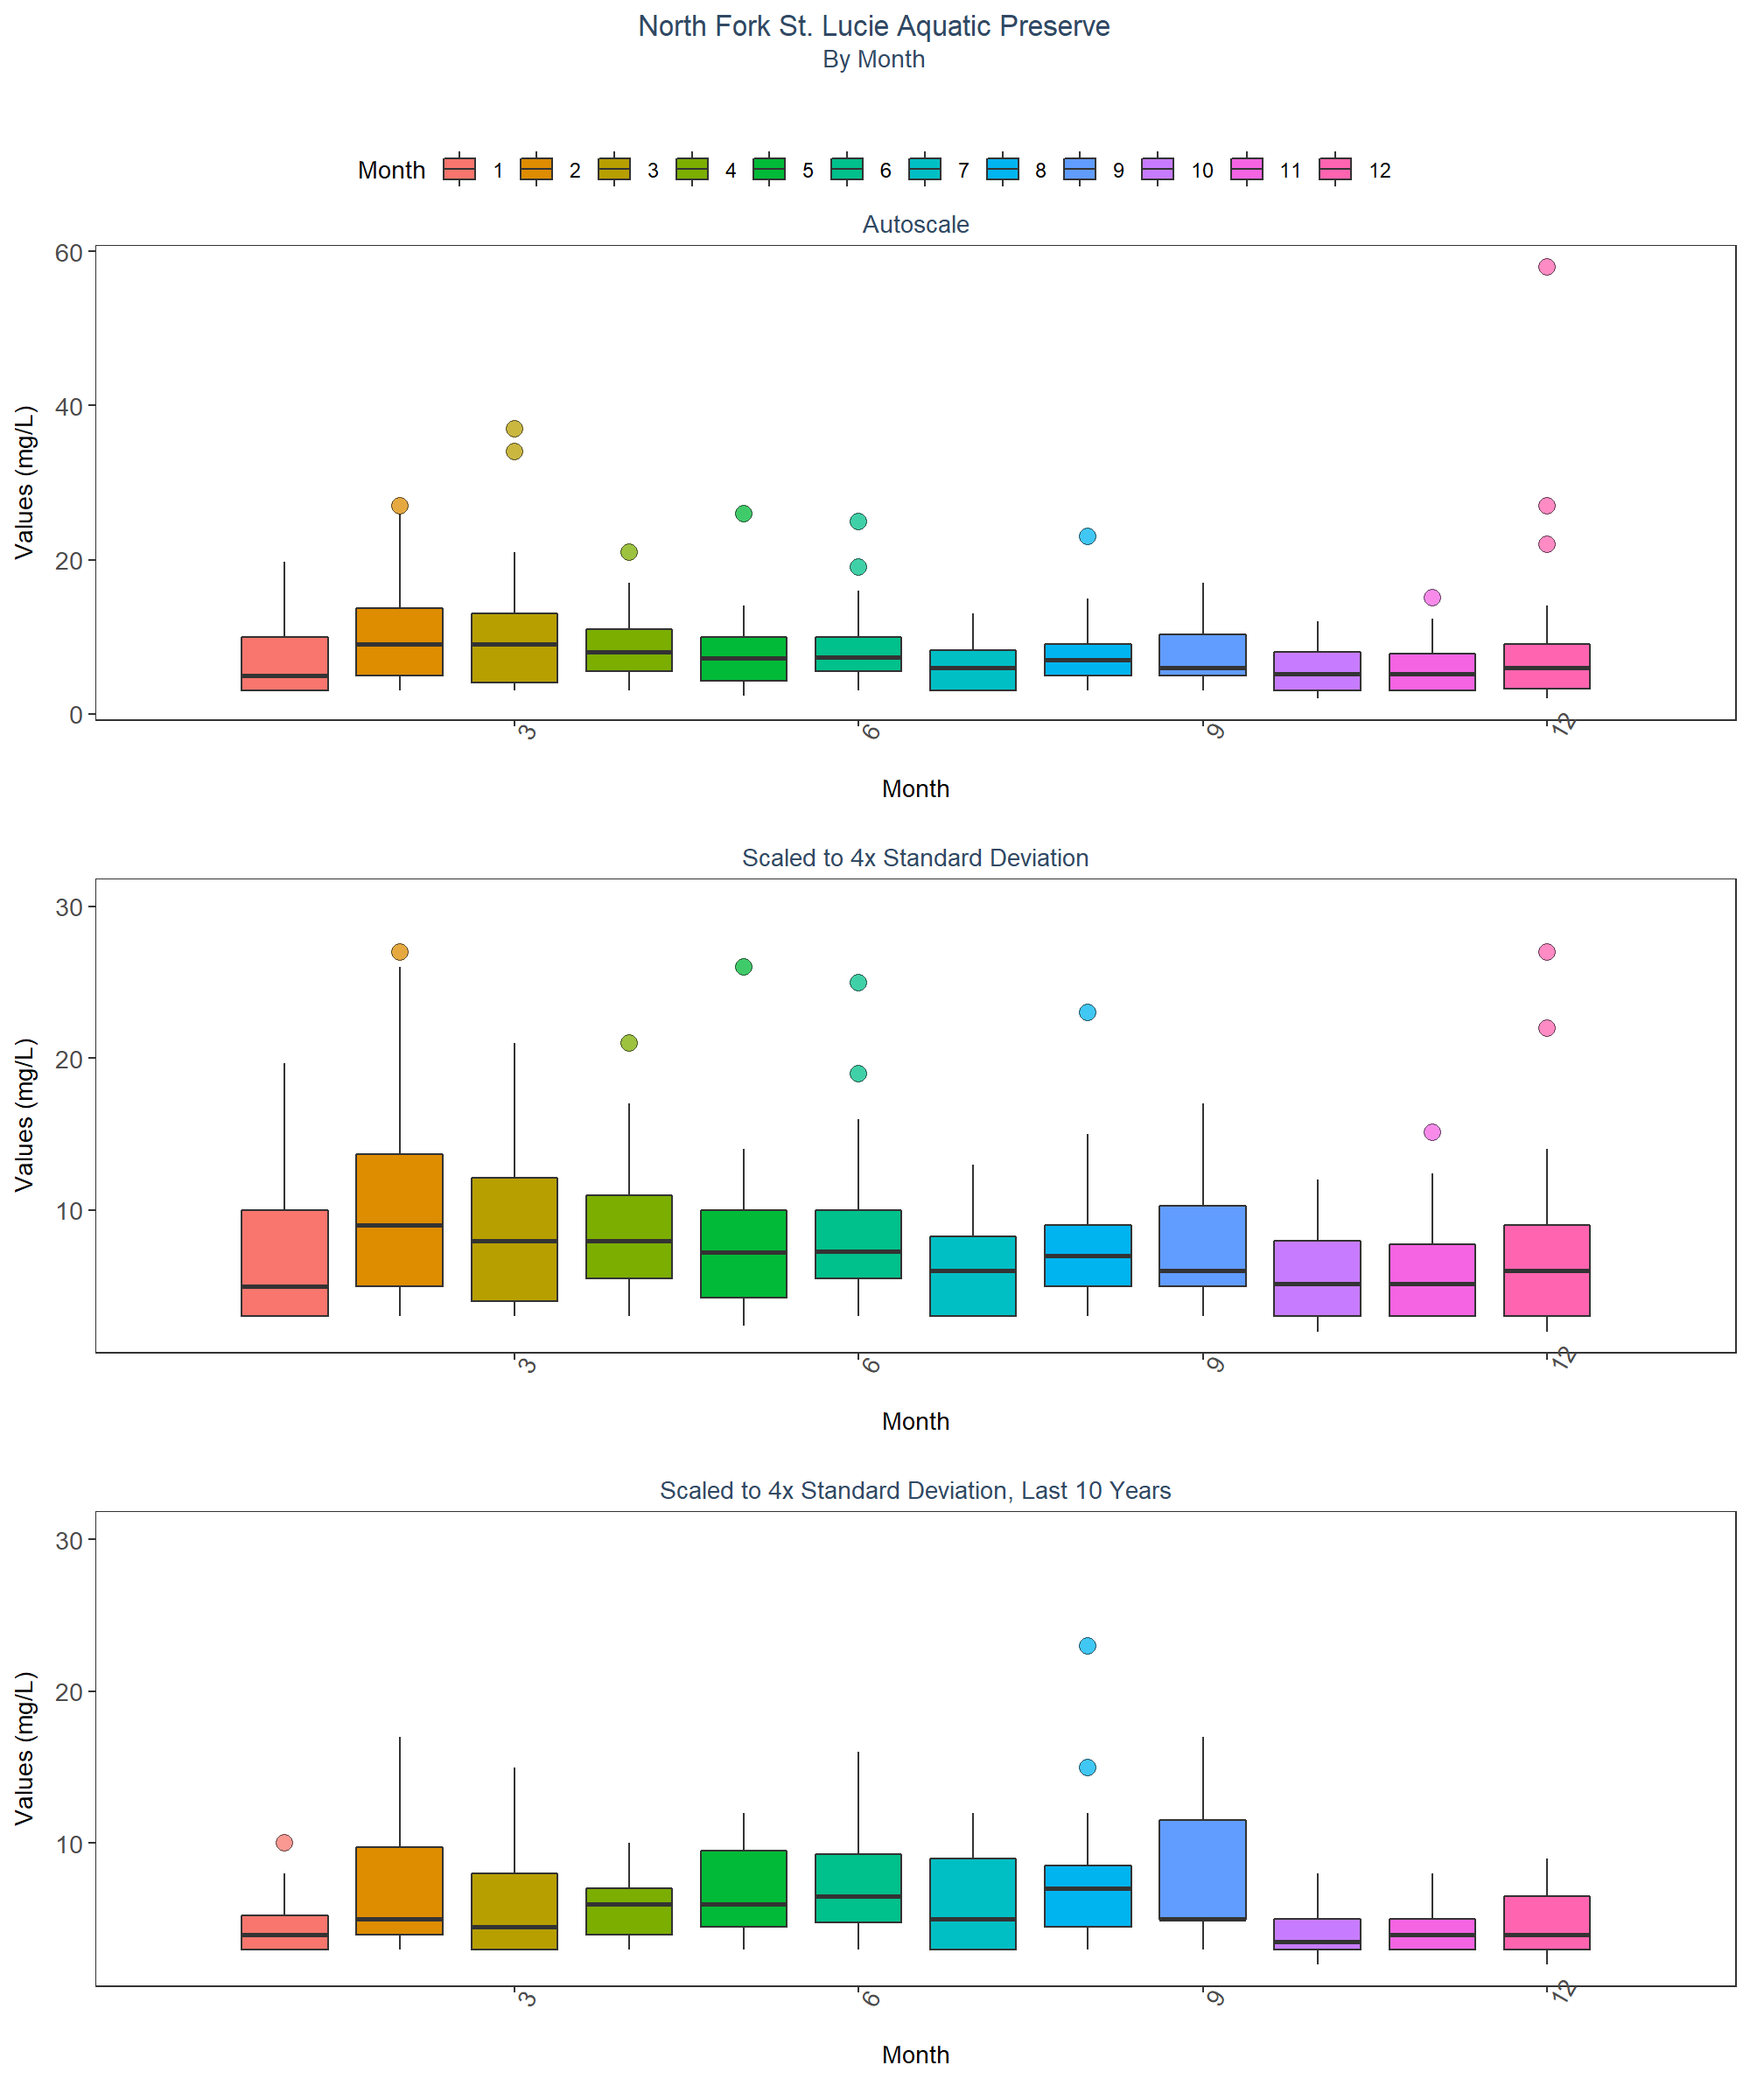 North Fork St. Lucie Aquatic Preserve
By Month
Month 1 2 3 4 5 6 7 8 9 10 11 12
Autoscale
Values (mg/L)
60
40
20
0
3 6 9 12
Month
Scaled to 4x Standard Deviation
Values (mg/L)
30
20
10
3 6 9 12
Month
Scaled to 4x Standard Deviation, Last 10 Years
Values (mg/L)
30
20
10
3 6 9 12
Month